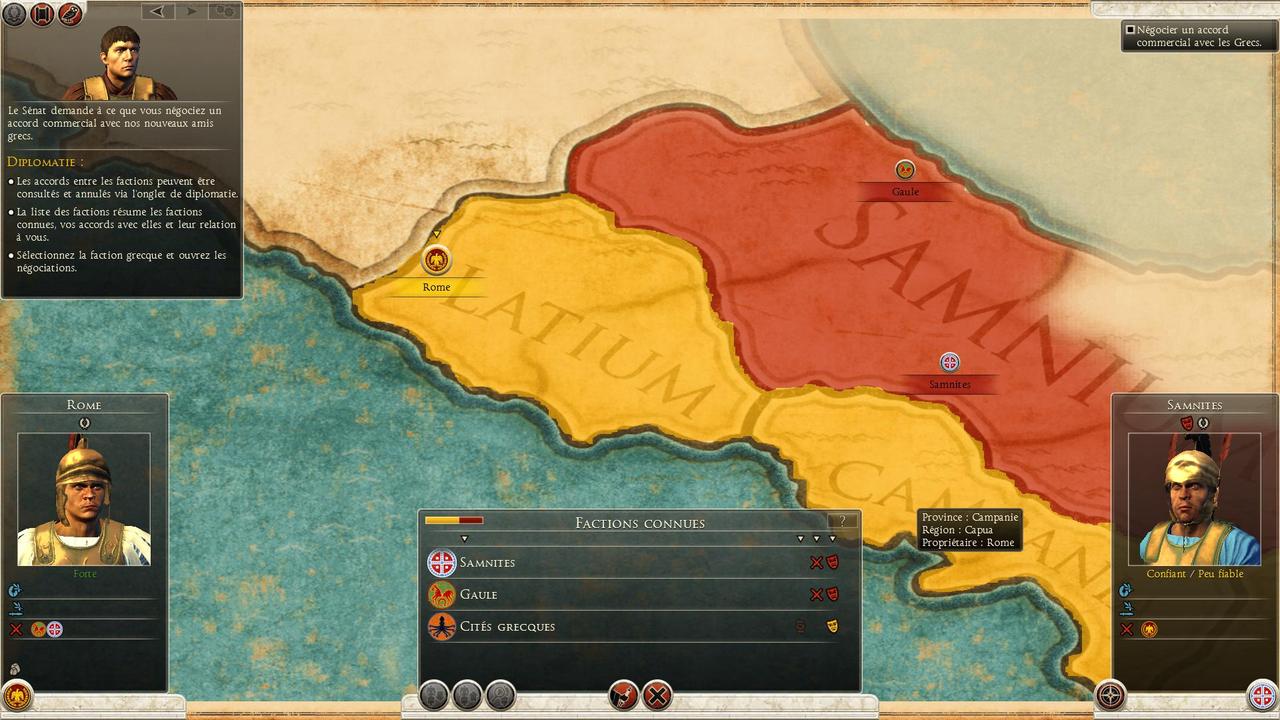 Le Sénat demande à ce que vous négociez un
accord commercial avec nos nouveaux amis
grecs.
Diplomatie :
Les accords entre les factions peuvent être
consultés et annulés via l'onglet de diplomatie.
La liste des factions résume les factions
connues, vos accords avec elles et leur relation
à vous.
Sélectionnez la faction grecque et ouvrez les
négociations.
Négocier un accord
commercial avec les Grecs.
Gaule
SAMNIU
Rome
LATIUM
Samnites
CAMPANI
Rome
Forte
Factions connues
?
Samnites
Gaule
Cités grecques
Province : Campanie
Région : Capua
Propriétaire : Rome
Samnites
Confiant / Peu fiable